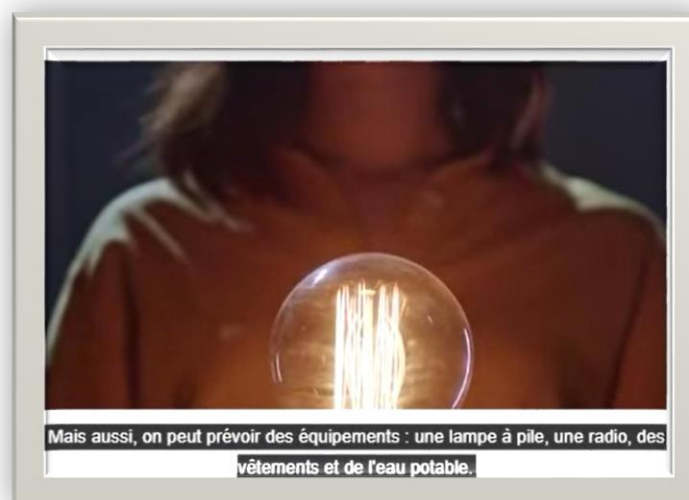 Mais aussi, on peut prévoir des équipements : une lampe à pile, une radio, des
vêtements et de l'eau potable.